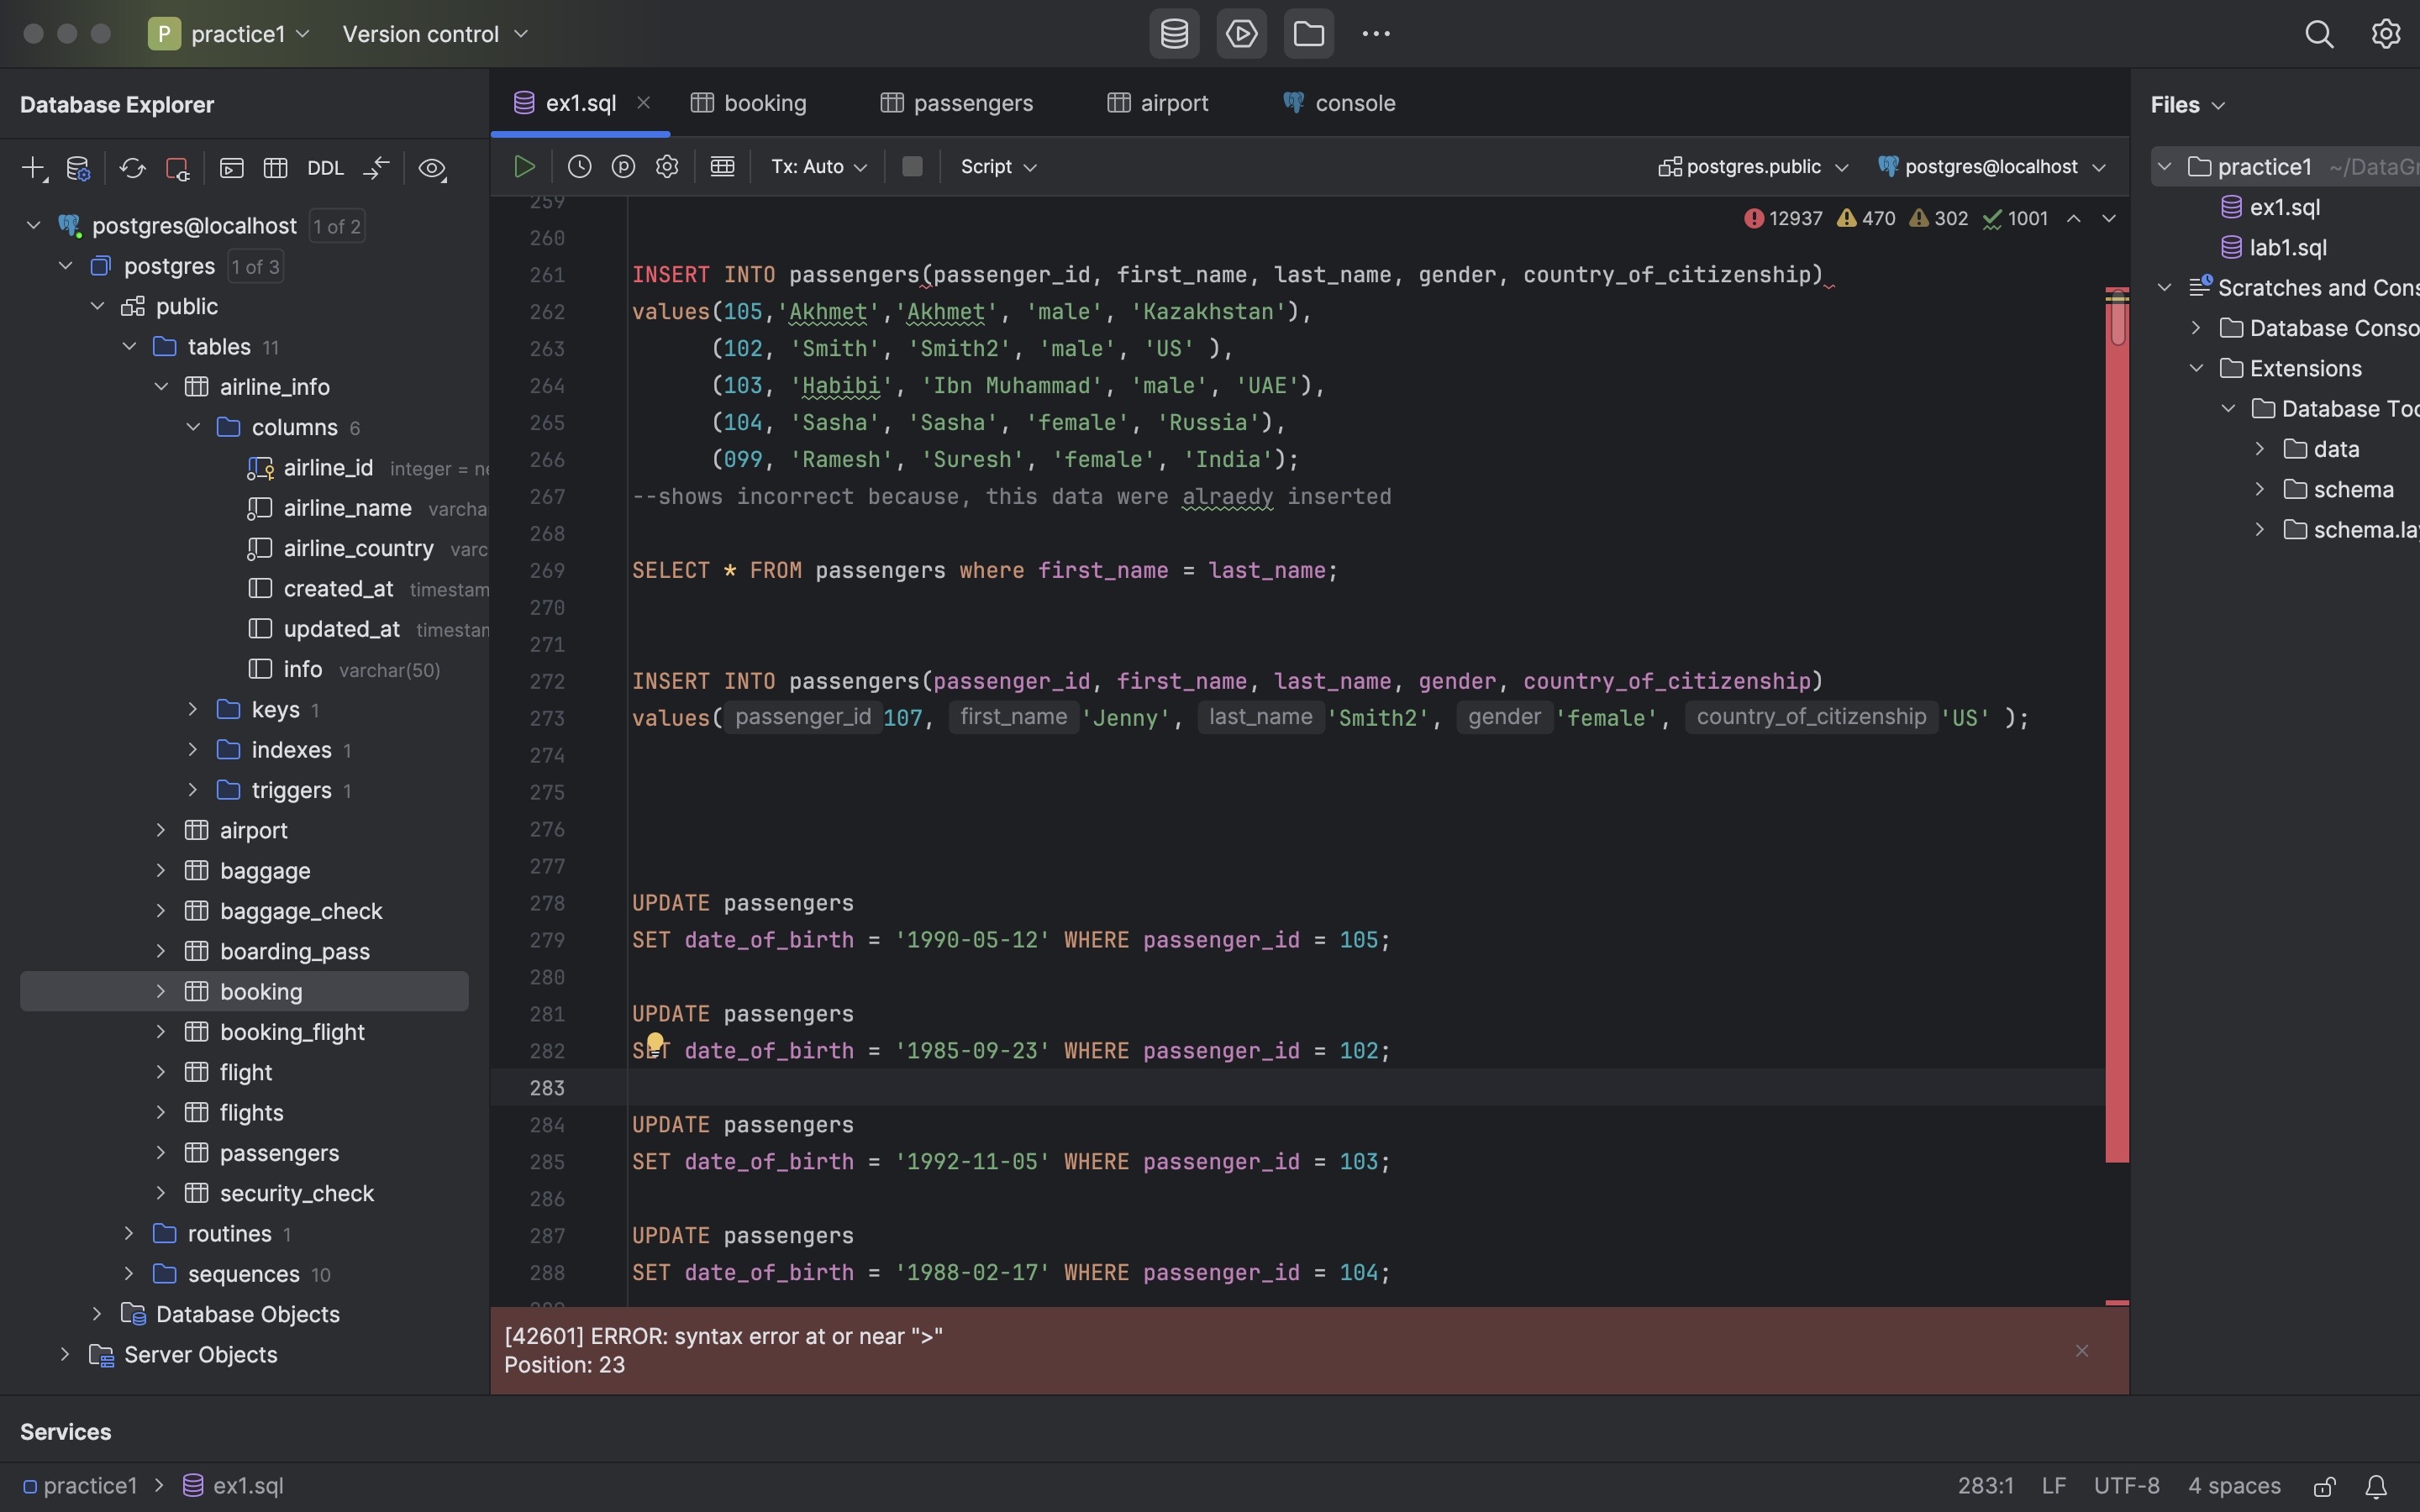 P practice1 Version control
Database Explorer
DDL
postgres@localhost 1 of 2
postgres 1 of 3
public
tables 11
airline_info
columns 6
airline_id integer = ne
airline_name varcha
airline_country varc
created_at timestam
updated_at timestam
info varchar(50)
keys 1
indexes 1
triggers 1
airport
baggage
baggage_check
boarding_pass
booking
booking_flight
flight
flights
passengers
security_check
routines 1
sequences 10
Database Objects
Server Objects
ex1.sql booking passengers airport console
Tx: Auto Script postgres.public postgres@localhost
12937 470 302 1001
259
260
261 INSERT INTO passengers(passenger_id, first_name, last_name, gender, country_of_citizenship)
262 values(105,'Akhmet','Akhmet', 'male', 'Kazakhstan'),
263 (102, 'Smith', 'Smith2', 'male', 'US' ),
264 (103, 'Habibi', 'Ibn Muhammad', 'male', 'UAE'),
265 (104, 'Sasha', 'Sasha', 'female', 'Russia'),
266 (099, 'Ramesh', 'Suresh', 'female', 'India');
267 --shows incorrect because, this data were alraedy inserted
268
269 SELECT * FROM passengers where first_name = last_name;
270
271
272 INSERT INTO passengers(passenger_id, first_name, last_name, gender, country_of_citizenship)
273 values( passenger_id 107, first_name 'Jenny', last_name 'Smith2', gender 'female', country_of_citizenship 'US' );
274
275
276
277
278 UPDATE passengers
279 SET date_of_birth = '1990-05-12' WHERE passenger_id = 105;
280
281 UPDATE passengers
282 SET date_of_birth = '1985-09-23' WHERE passenger_id = 102;
283
284 UPDATE passengers
285 SET date_of_birth = '1992-11-05' WHERE passenger_id = 103;
286
287 UPDATE passengers
288 SET date_of_birth = '1988-02-17' WHERE passenger_id = 104;
[42601] ERROR: syntax error at or near ">"
Position: 23
Files
practice1 ~/DataGr
ex1.sql
lab1.sql
Scratches and Cons
Database Conso
Extensions
Database Too
data
schema
schema.lay
Services
practice1 ex1.sql
283:1 LF UTF-8 4 spaces